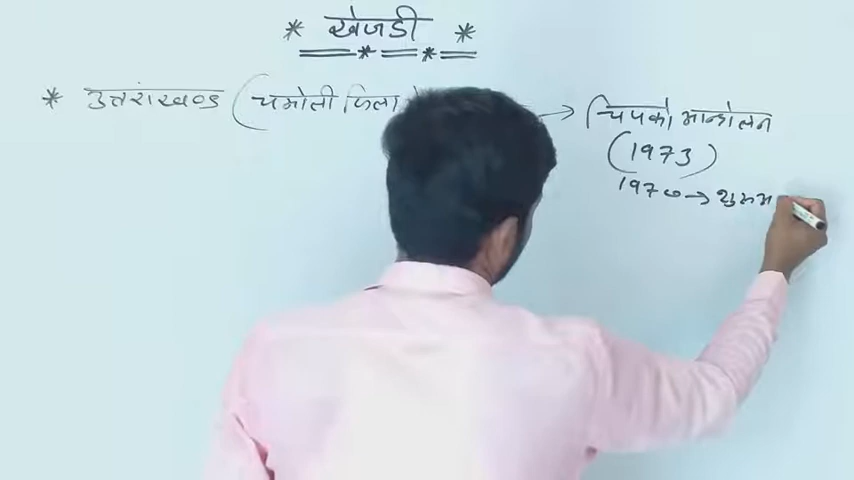 * खेजडी *
* उत्तराखण्ड (चमोली जिला → चिपको आन्दोलन
(1973)
1970 →